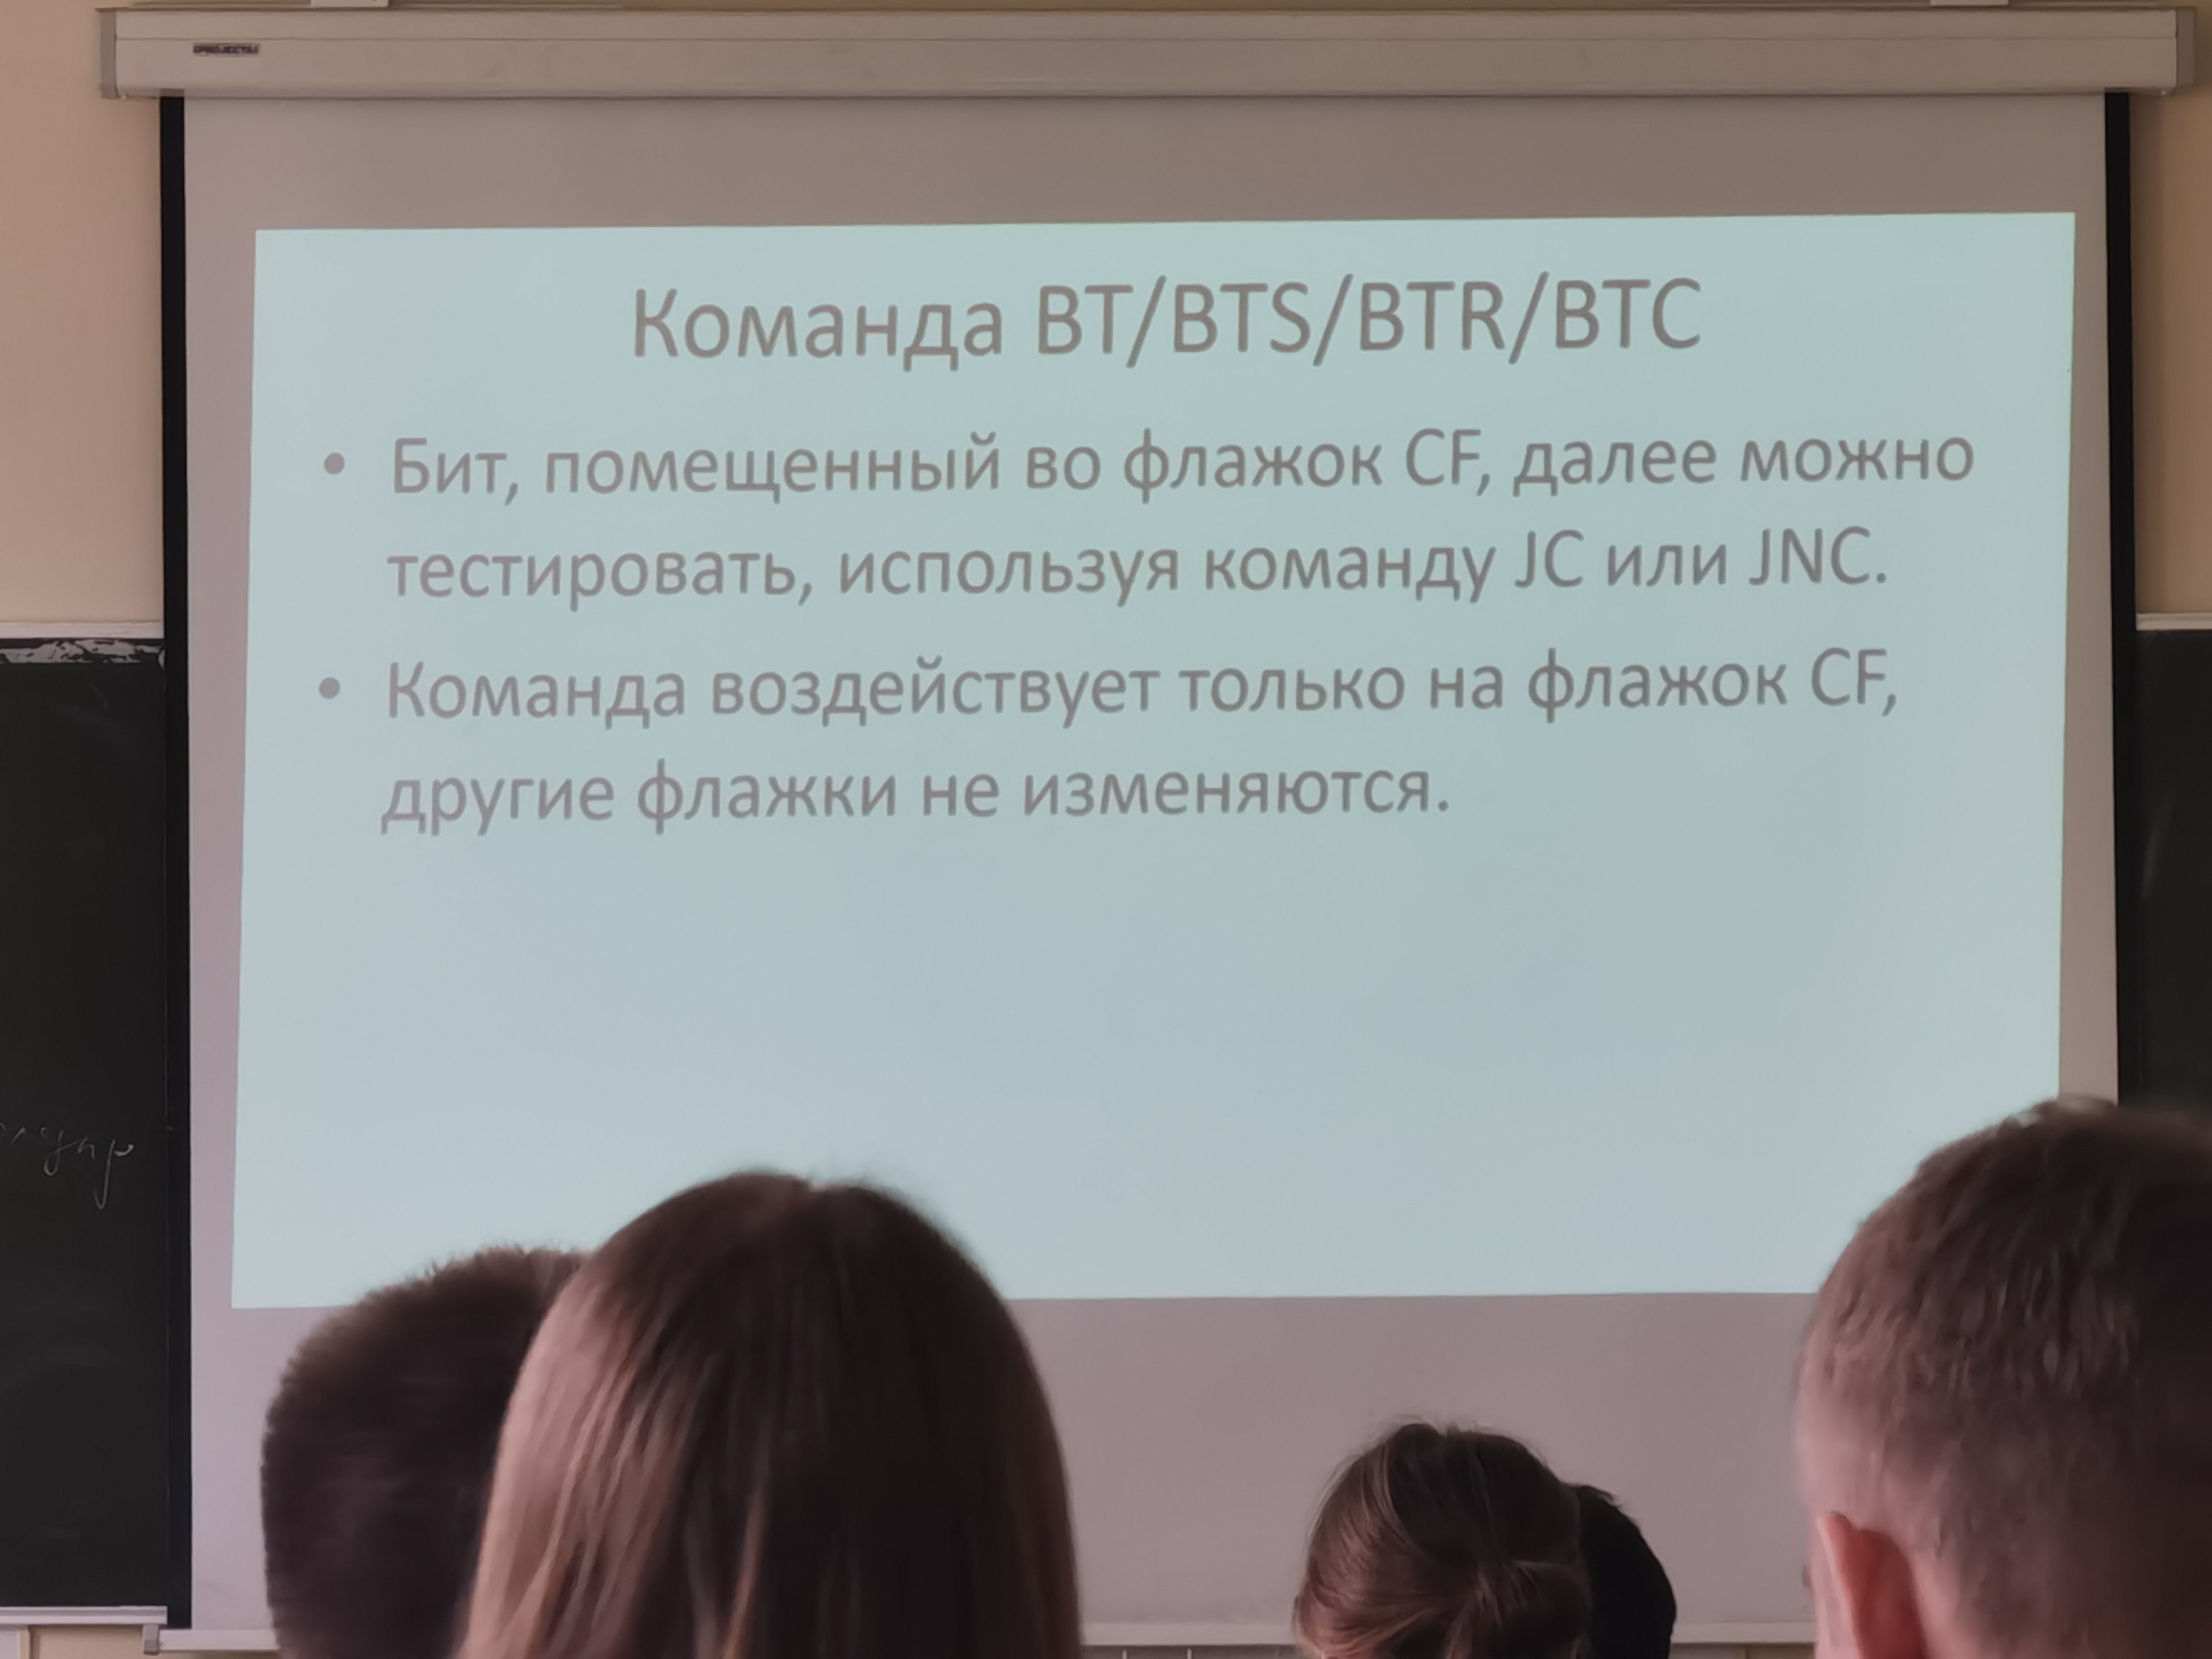 PROJECTA
Команда BT/BTS/BTR/BTC
• Бит, помещенный во флажок CF, далее можно
тестировать, используя команду JC или JNC.
• Команда воздействует только на флажок CF,
другие флажки не изменяются.